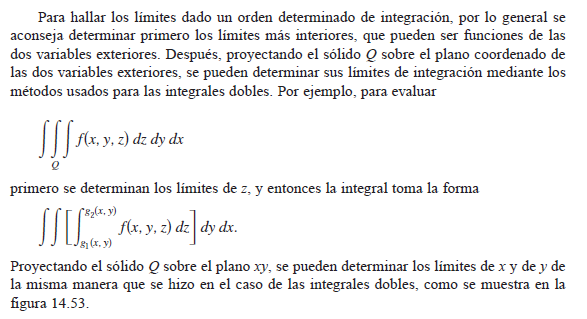 Para hallar los límites dado un orden determinado de integración, por lo general se
aconseja determinar primero los límites más interiores, que pueden ser funciones de las
dos variables exteriores. Después, proyectando el sólido Q sobre el plano coordenado de
las dos variables exteriores, se pueden determinar sus límites de integración mediante los
métodos usados para las integrales dobles. Por ejemplo, para evaluar
∫∫∫_Q f(x, y, z) dz dy dx
primero se determinan los límites de z, y entonces la integral toma la forma
∫∫[∫_{g₁(x, y)}^{g₂(x, y)} f(x, y, z) dz] dy dx.
Proyectando el sólido Q sobre el plano xy, se pueden determinar los límites de x y de y de
la misma manera que se hizo en el caso de las integrales dobles, como se muestra en la
figura 14.53.